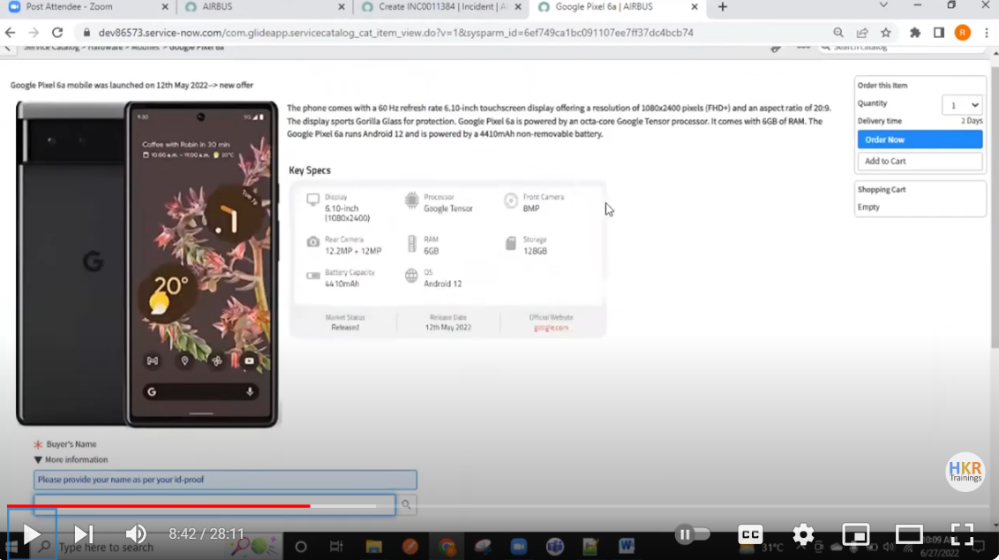 Post Attendee - Zoom
AIRBUS
Create INC0011384 | Incident | A
Google Pixel 6a | AIRBUS
dev86573.service-now.com/com.glideapp.servicecatalog_cat_item_view.do?v=1&sysparm_id=6ef749ca1bc091107ee7ff37dc4bcb74
R
Service Catalog > Hardware > Mobiles > Google Pixel 6a
Search catalog
Google Pixel 6a mobile was launched on 12th May 2022--> new offer
The phone comes with a 60 Hz refresh rate 6.10-inch touchscreen display offering a resolution of 1080x2400 pixels (FHD+) and an aspect ratio of 20:9.
The display sports Gorilla Glass for protection. Google Pixel 6a is powered by an octa-core Google Tensor processor. It comes with 6GB of RAM. The
Google Pixel 6a runs Android 12 and is powered by a 4410mAh non-removable battery.
Order this Item
Quantity
1
Delivery time
2 Days
Order Now
Add to Cart
Shopping Cart
Empty
9:30
5G
Coffee with Robin in 30 min
10:00 a.m. - 11:00 a.m.
20°C
Tue 16
20°
G
G
Key Specs
Display
6.10-inch
(1080x2400)
Processor
Google Tensor
Front Camera
8MP
Rear Camera
12.2MP + 12MP
RAM
6GB
Storage
128GB
Battery Capacity
4410mAh
OS
Android 12
Market Status
Released
Release Date
12th May 2022
Official Website
google.com
Buyer's Name
More information
Please provide your name as per your id-proof
HKR
Trainings
8:42 / 28:11
CC
Type here to search
31°C
10:09 AM
6/27/2022